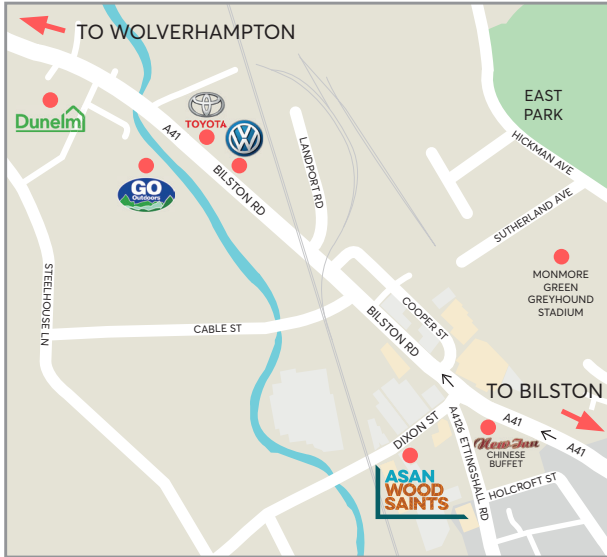 TO WOLVERHAMPTON
EAST
PARK
Dunelm
TOYOTA
A41
GO
Outdoors
BILSTON RD
LANDPORT RD
HICKMAN AVE
SUTHERLAND AVE
MONMORE
GREEN
GREYHOUND
STADIUM
STEELHOUSE LN
CABLE ST
COOPER ST
BILSTON RD
TO BILSTON
DIXON ST
A4126 ETTINGSHALL RD
A41
A41
New Jan
CHINESE
BUFFET
HOLCROFT ST
ASAN
WOOD
SAINTS